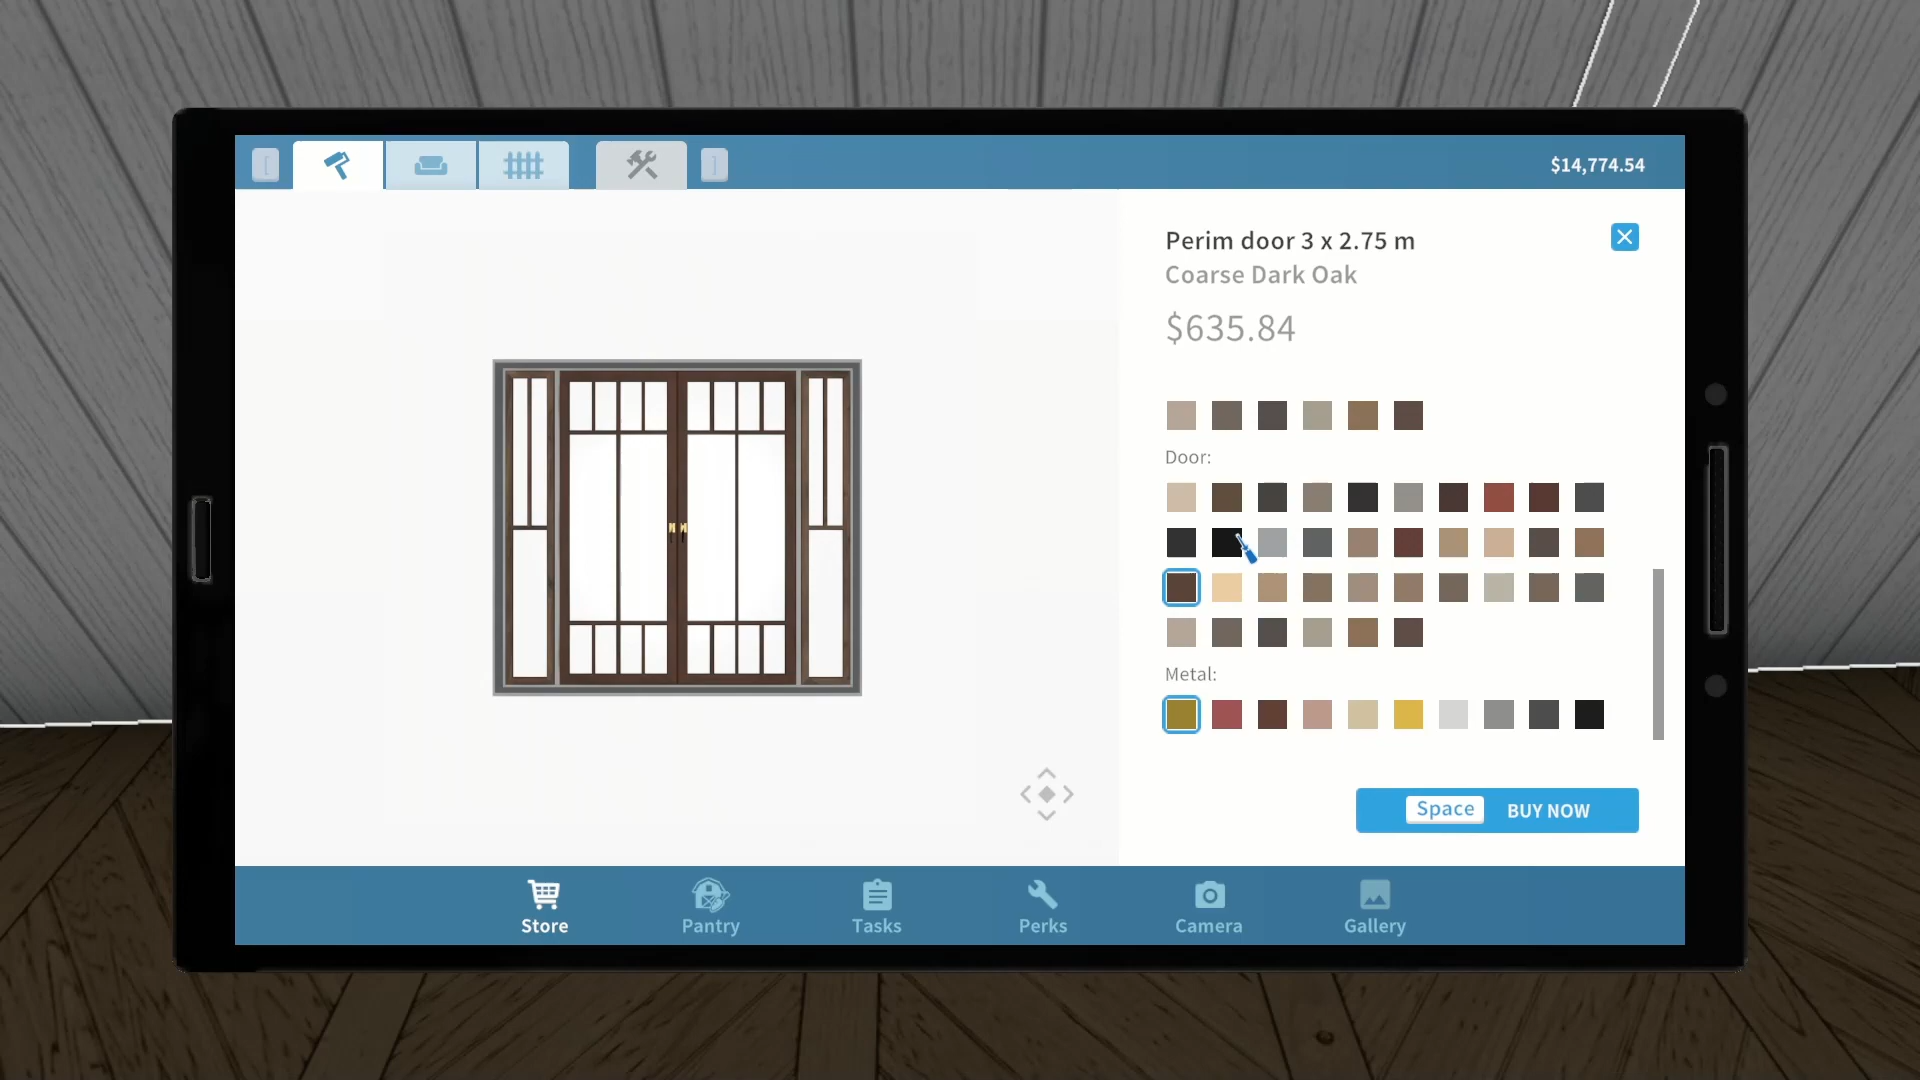 [
]
$14,774.54
Perim door 3 x 2.75 m
Coarse Dark Oak
$635.84
Door:
Metal:
Space BUY NOW
Store
Pantry
Tasks
Perks
Camera
Gallery